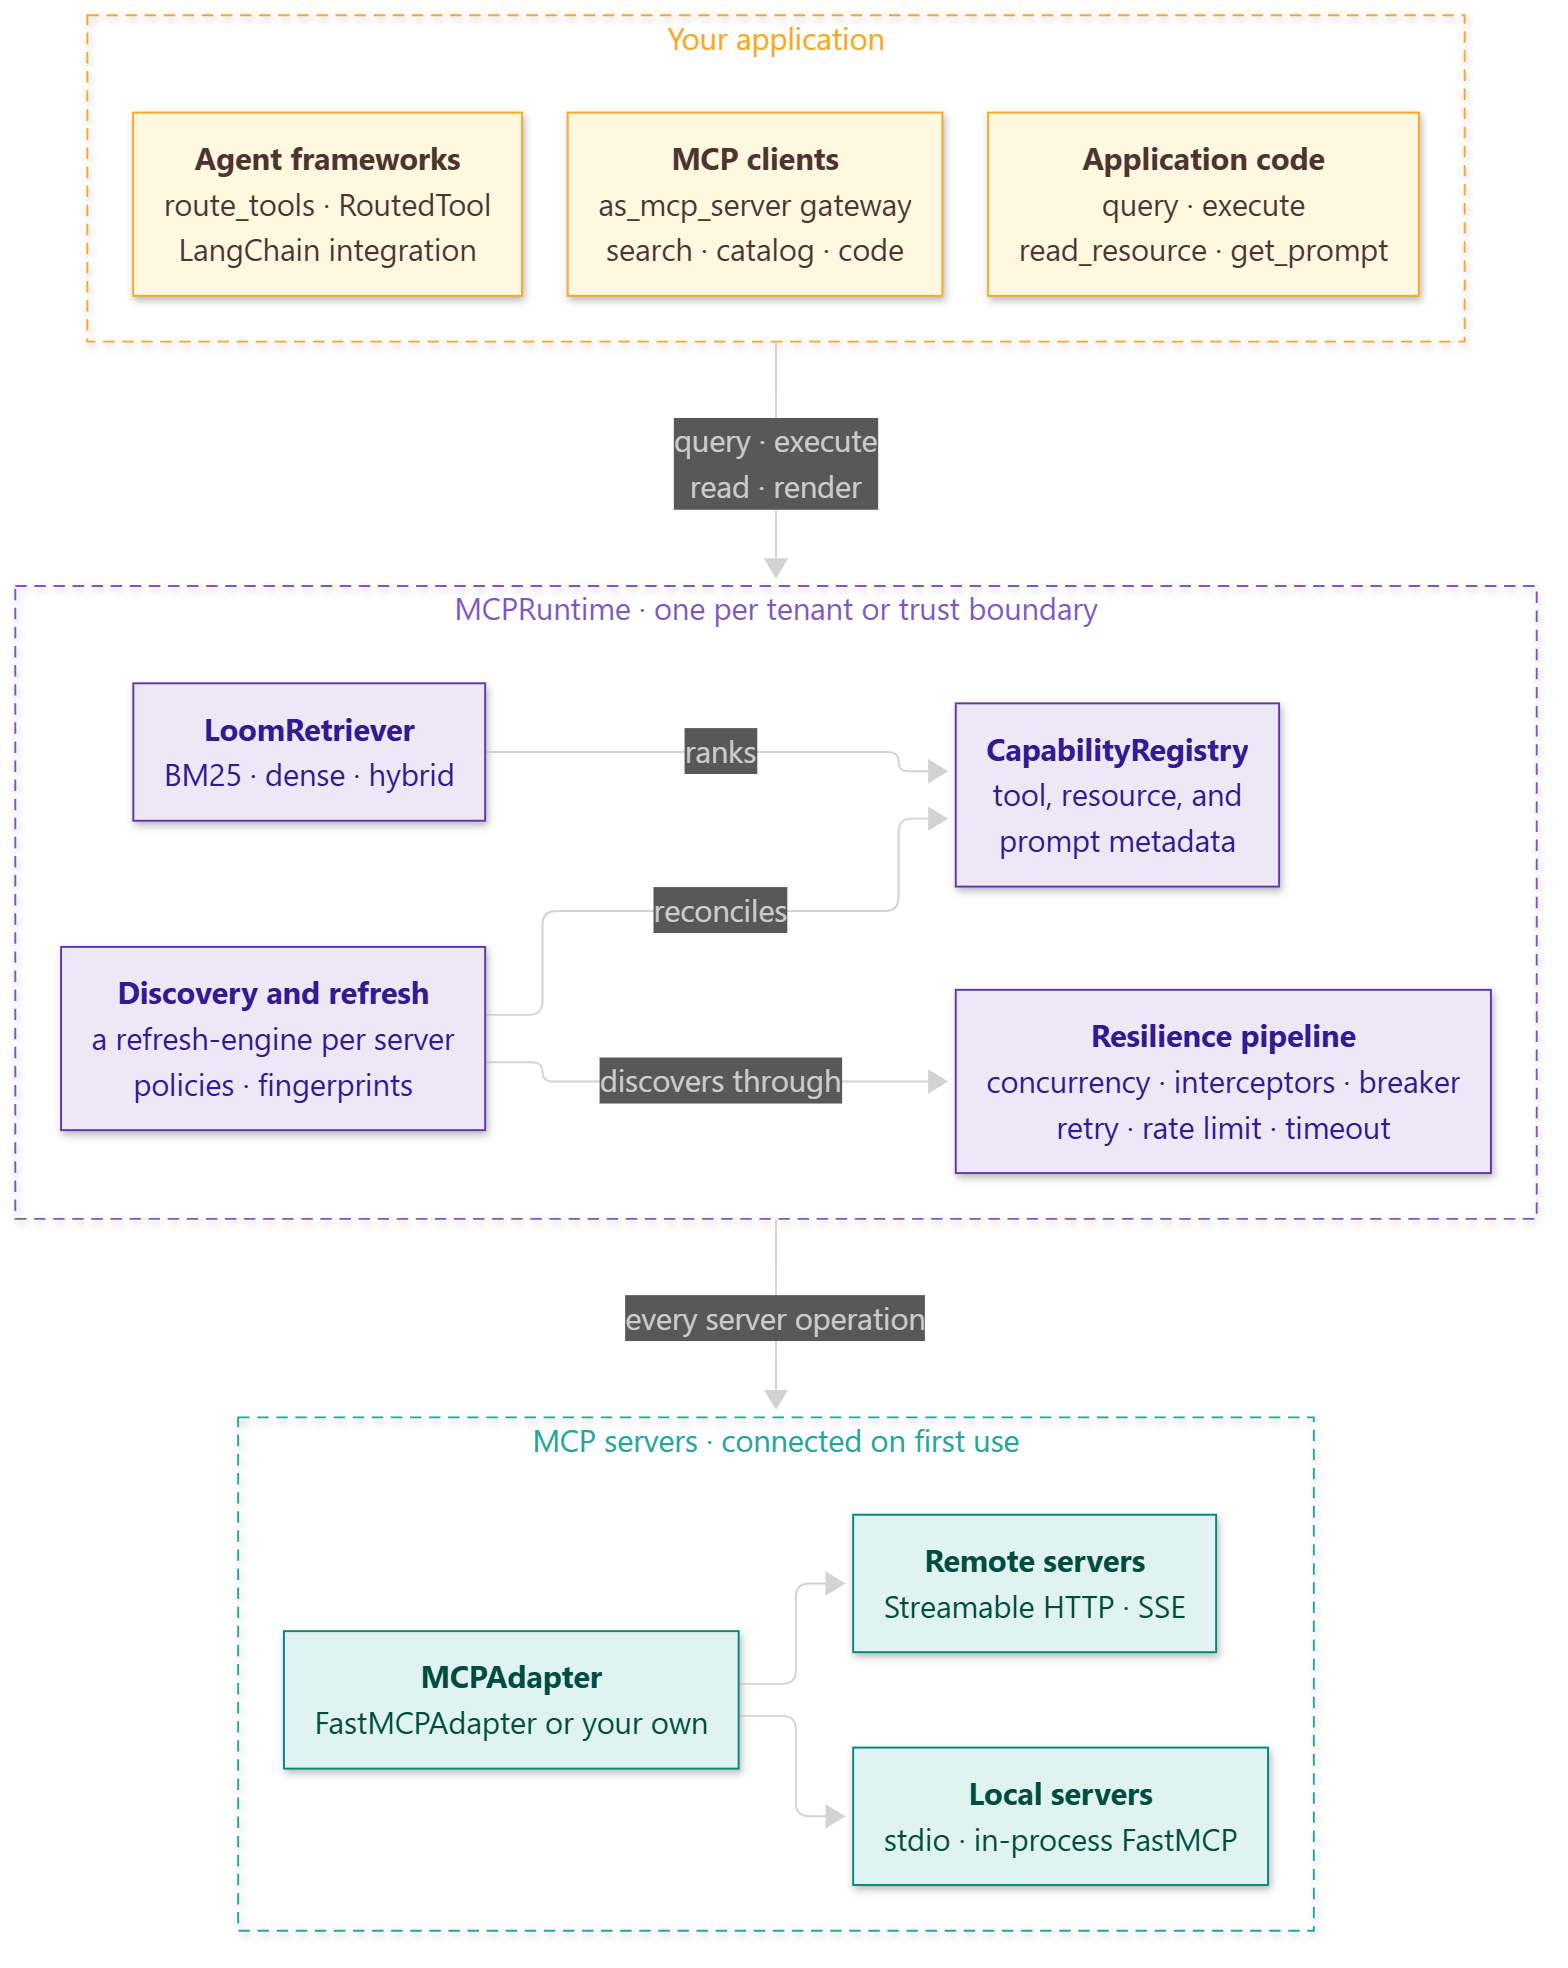 Your application
Agent frameworks
route_tools · RoutedTool
LangChain integration
MCP clients
as_mcp_server gateway
search · catalog · code
Application code
query · execute
read_resource · get_prompt
query · execute
read · render
MCPRuntime · one per tenant or trust boundary
LoomRetriever
BM25 · dense · hybrid
ranks
CapabilityRegistry
tool, resource, and
prompt metadata
reconciles
Discovery and refresh
a refresh-engine per server
policies · fingerprints
discovers through
Resilience pipeline
concurrency · interceptors · breaker
retry · rate limit · timeout
every server operation
MCP servers · connected on first use
MCPAdapter
FastMCPAdapter or your own
Remote servers
Streamable HTTP · SSE
Local servers
stdio · in-process FastMCP